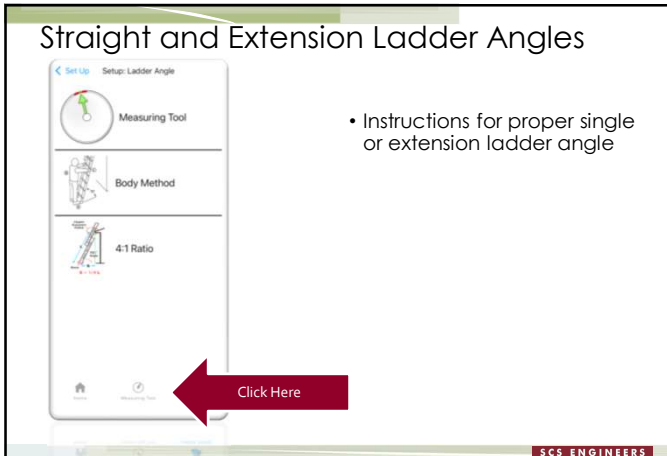 Straight and Extension Ladder Angles
Set Up Setup: Ladder Angle
Measuring Tool
• Instructions for proper single
or extension ladder angle
Body Method
4:1 Ratio
Home Measuring Tool
Click Here
SCS ENGINEERS